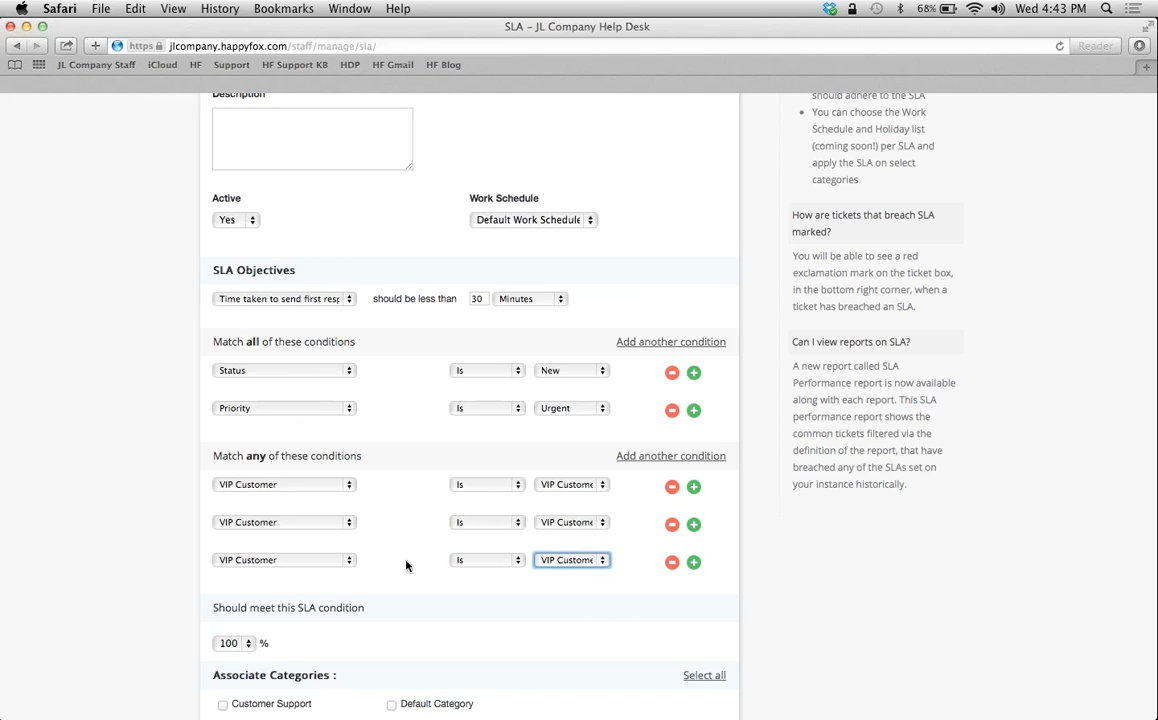 Safari File Edit View History Bookmarks Window Help 68% Wed 4:43 PM
SLA – JL Company Help Desk
https jlcompany.happyfox.com/staff/manage/sla/ Reader
JL Company Staff iCloud HF Support HF Support KB HDP HF Gmail HF Blog
Description
Active
Work Schedule
Yes
Default Work Schedule
SLA Objectives
Time taken to send first resp should be less than 30 Minutes
Match all of these conditions Add another condition
Status Is New
Priority Is Urgent
Match any of these conditions Add another condition
VIP Customer Is VIP Custome
VIP Customer Is VIP Custome
VIP Customer Is VIP Custome
Should meet this SLA condition
100 %
Associate Categories : Select all
Customer Support Default Category
should adhere to the SLA
• You can choose the Work
Schedule and Holiday list
(coming soon!) per SLA and
apply the SLA on select
categories
How are tickets that breach SLA
marked?
You will be able to see a red
exclamation mark on the ticket box,
in the bottom right corner, when a
ticket has breached an SLA.
Can I view reports on SLA?
A new report called SLA
Performance report is now available
along with each report. This SLA
performance report shows the
common tickets filtered via the
definition of the report, that have
breached any of the SLAs set on
your instance historically.